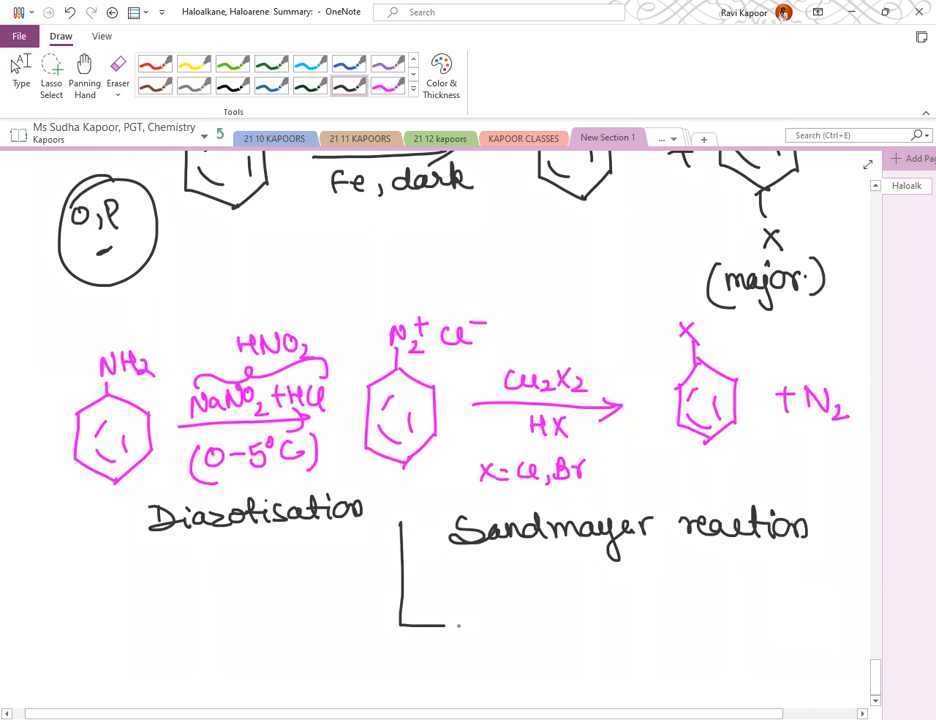 Haloalkane, Haloarene Summary: - OneNote
Search
Ravi Kapoor
File
Draw
View
Type
Lasso Select
Panning Hand
Eraser
Color & Thickness
Tools
Ms Sudha Kapoor, PGT, Chemistry
Kapoors
21 10 KAPOORS
21 11 KAPOORS
21 12 kapoors
KAPOOR CLASSES
New Section 1
...
+
Search (Ctrl+E)
Add Pag
Haloalk
Fe, dark
+
O, P
X
(major.)
NH2
HNO2
NaNO2+HCl
(0-5°C)
N2+ Cl-
Cu2X2
HX
X=Cl, Br
X
+ N2
Diazotisation
Sandmayer reaction